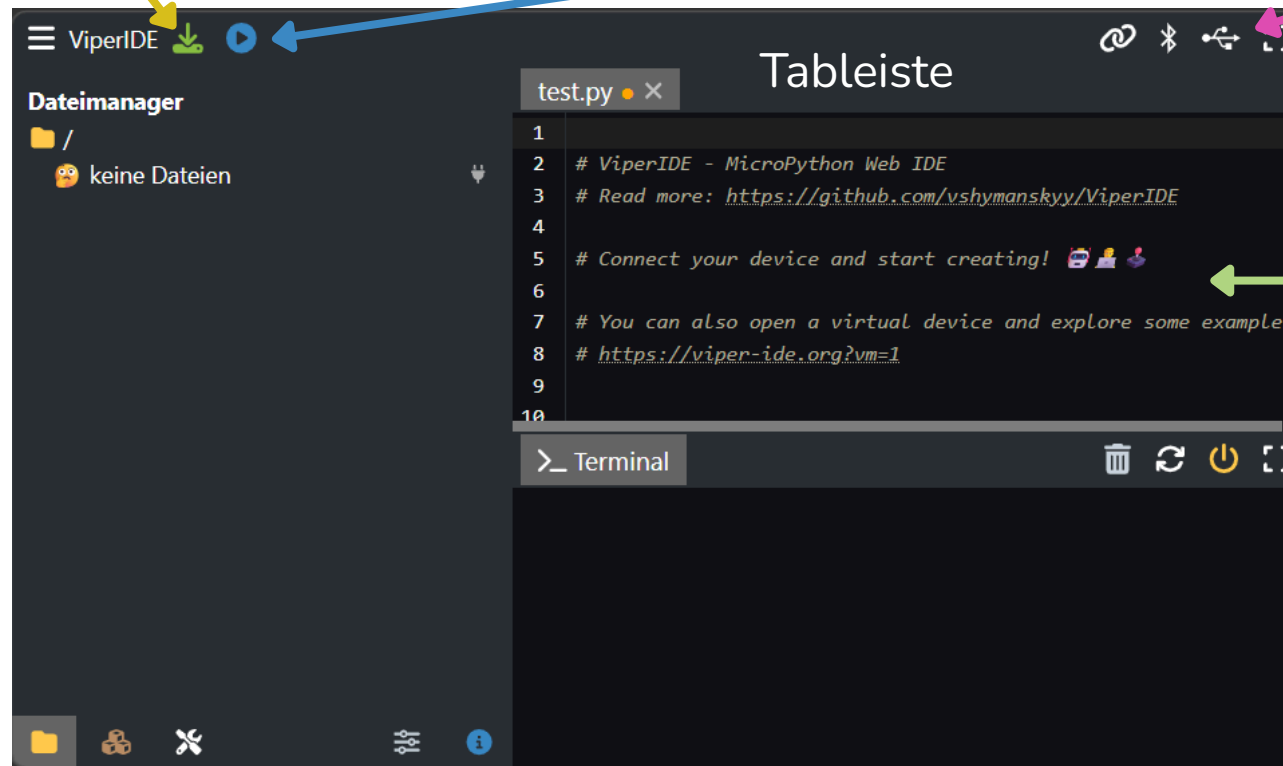 ViperIDE
Tableiste
Dateimanager
/
keine Dateien
test.py
1
2 # ViperIDE - MicroPython Web IDE
3 # Read more: https://github.com/vshymanskyy/ViperIDE
4
5 # Connect your device and start creating! 🤖👨‍💻🕹️
6
7 # You can also open a virtual device and explore some example
8 # https://viper-ide.org?vm=1
9
10
>_ Terminal